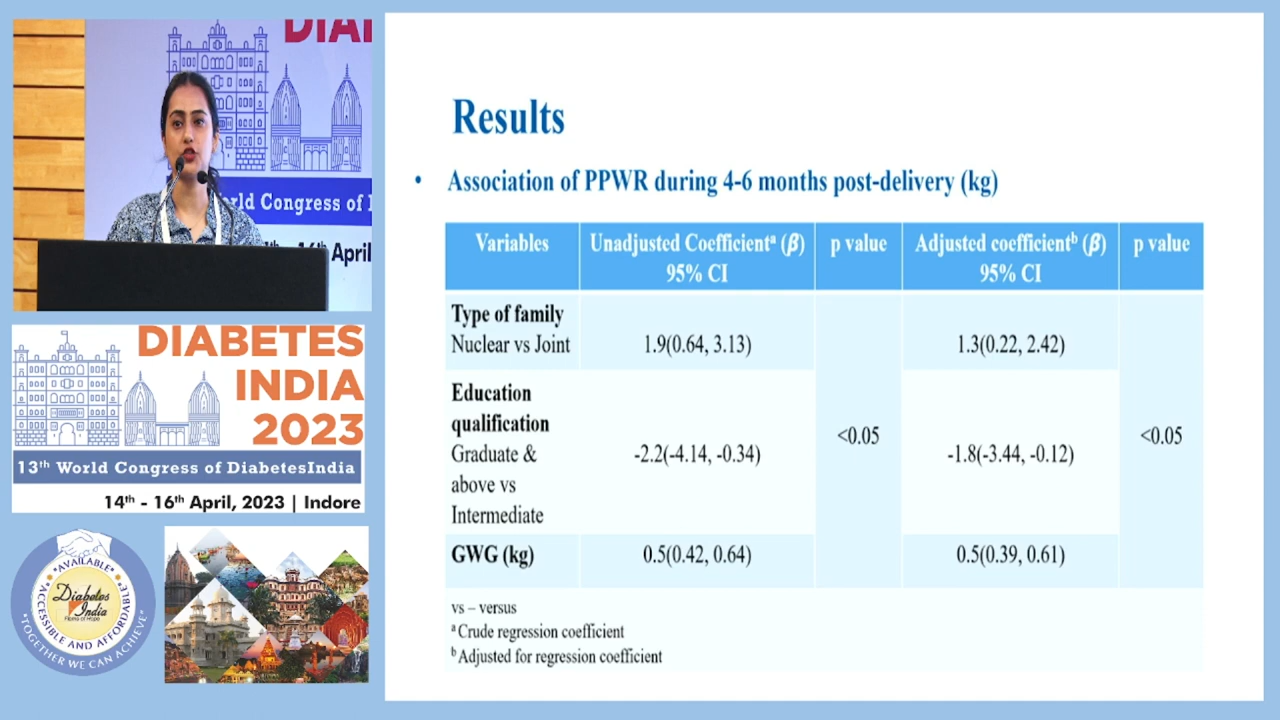 DIA
orld Congress of
April
DIABETES
INDIA
2023
13th World Congress of DiabetesIndia
14th - 16th April, 2023 | Indore
"AVAILABLE"
ACCESSIBLE AND AFFORDABLE
"TOGETHER WE CAN ACHIEVE"
Diabetes
India
Results
• Association of PPWR during 4-6 months post-delivery (kg)
Variables
Unadjusted Coefficientᵃ (β)
95% CI
p value
Adjusted coefficientᵇ (β)
95% CI
p value
Type of family
Nuclear vs Joint
1.9(0.64, 3.13)
1.3(0.22, 2.42)
Education
qualification
Graduate &
above vs
Intermediate
-2.2(-4.14, -0.34)
<0.05
-1.8(-3.44, -0.12)
<0.05
GWG (kg)
0.5(0.42, 0.64)
0.5(0.39, 0.61)
vs – versus
ᵃ Crude regression coefficient
ᵇ Adjusted for regression coefficient